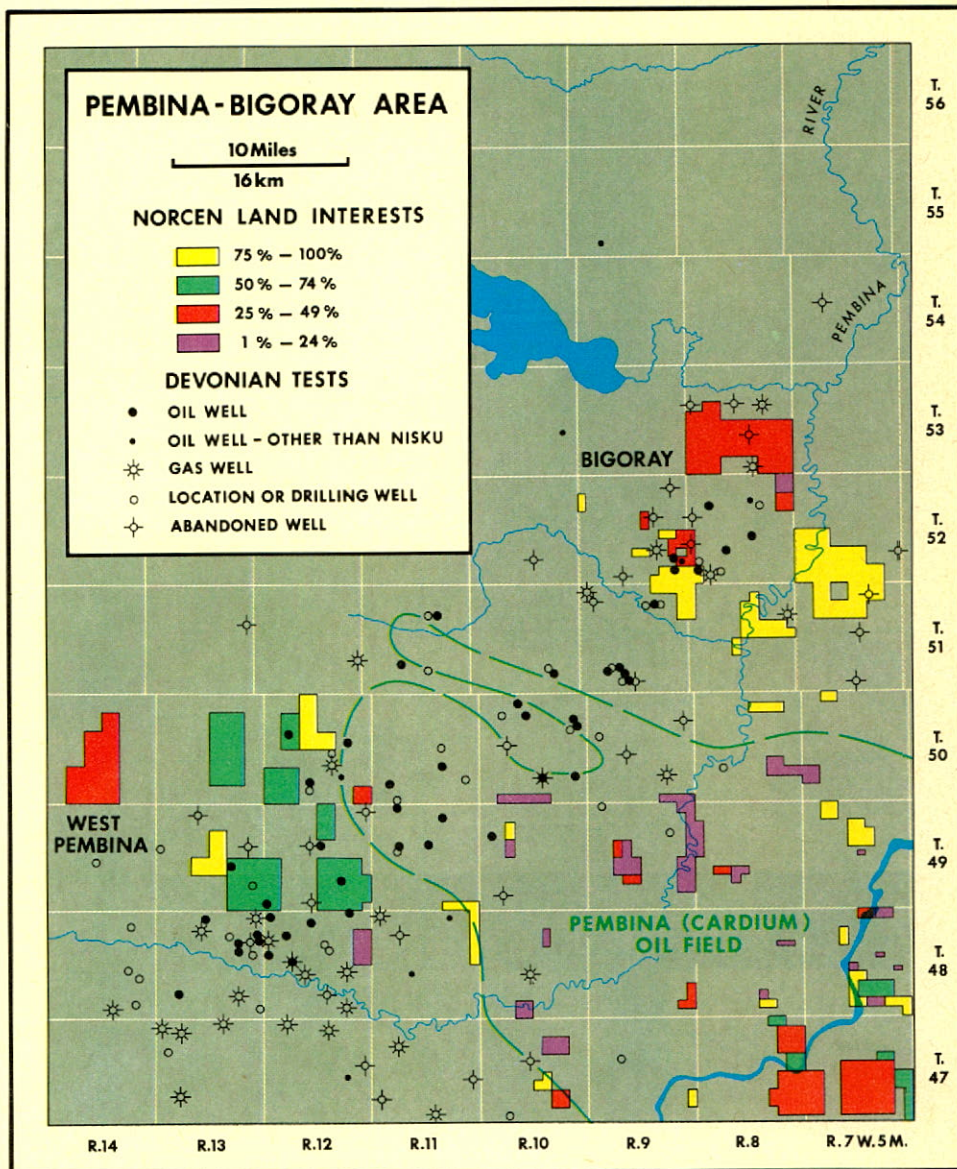 PEMBINA - BIGORAY AREA
10 Miles
16 km
NORCEN LAND INTERESTS
75 % – 100%
50 % – 74 %
25 % – 49 %
1 % – 24 %
DEVONIAN TESTS
OIL WELL
OIL WELL – OTHER THAN NISKU
GAS WELL
LOCATION OR DRILLING WELL
ABANDONED WELL
RIVER
PEMBINA
BIGORAY
WEST
PEMBINA
PEMBINA (CARDIUM)
OIL FIELD
T.
56
T.
55
T.
54
T.
53
T.
52
T.
51
T.
50
T.
49
T.
48
T.
47
R.14 R.13 R.12 R.11 R.10 R.9 R.8 R.7 W.5 M.